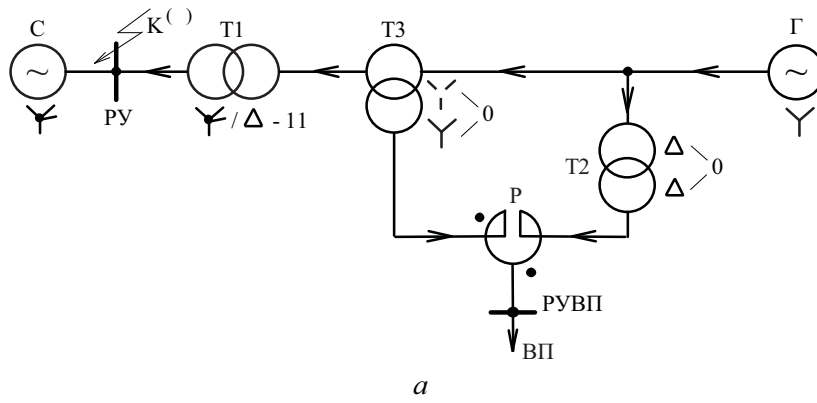 С
К( )
Т1
Т3
Г
РУ
/ Δ - 11
0
Т2
Δ
0
Δ
Р
РУВП
ВП
а